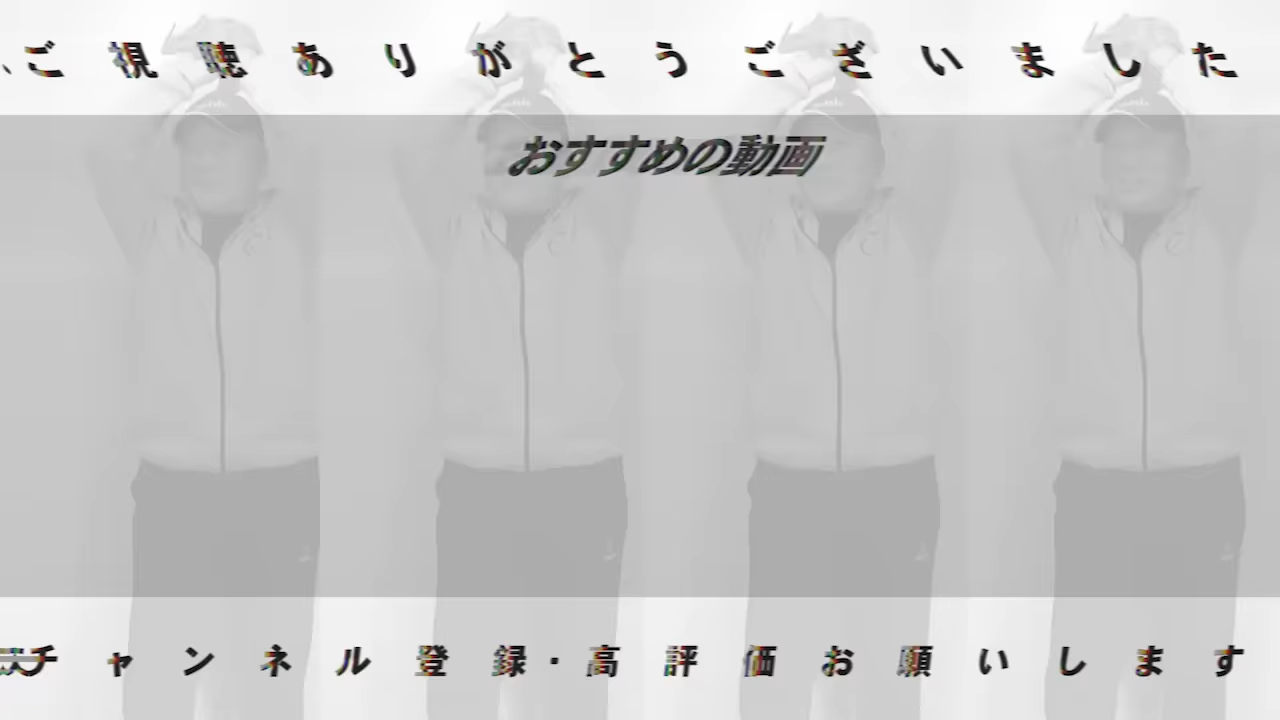 ご視聴ありがとうございました
おすすめの動画
チャンネル登録・高評価お願いします